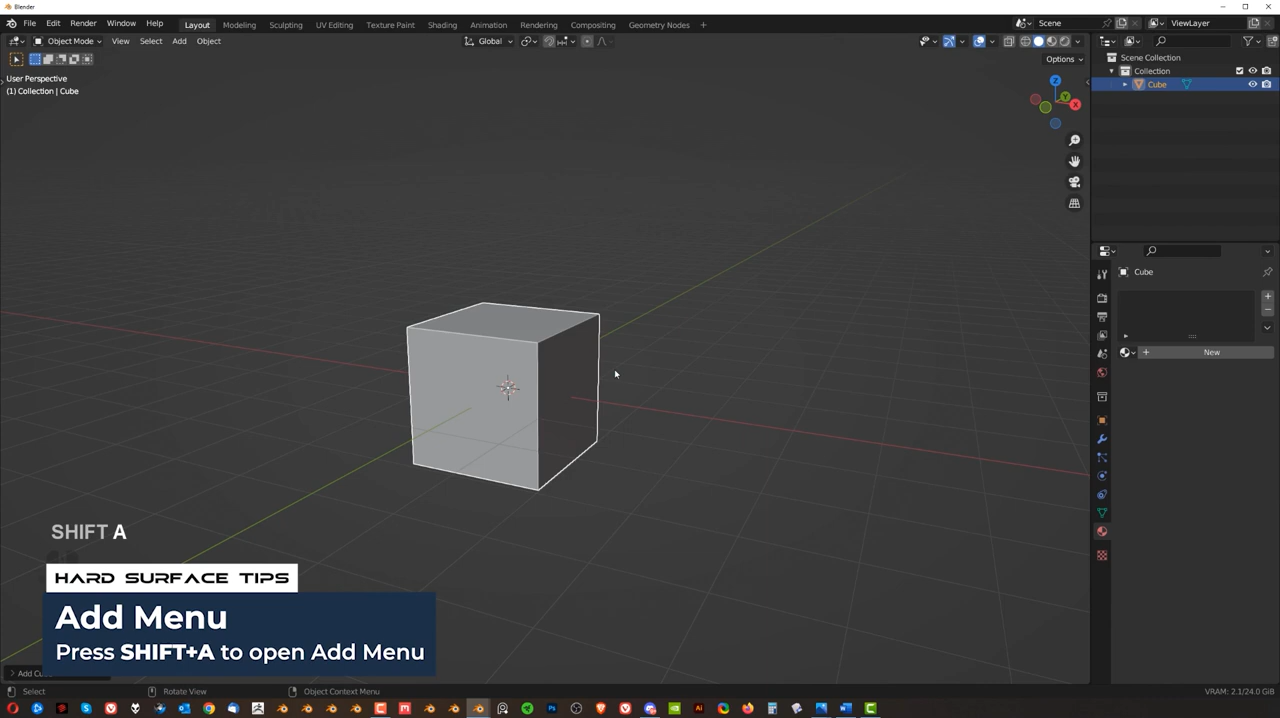 Blender
File Edit Render Window Help Layout Modeling Sculpting UV Editing Texture Paint Shading Animation Rendering Compositing Geometry Nodes + Scene ViewLayer
Object Mode View Select Add Object Global
Options
User Perspective
(1) Collection | Cube
Z
Y
X
Scene Collection
Collection
Cube
Cube
+ New
SHIFT A
HARD SURFACE TIPS
Add Menu
Press SHIFT+A to open Add Menu
Select Rotate View Object Context Menu VRAM: 2.1/24.0 GiB